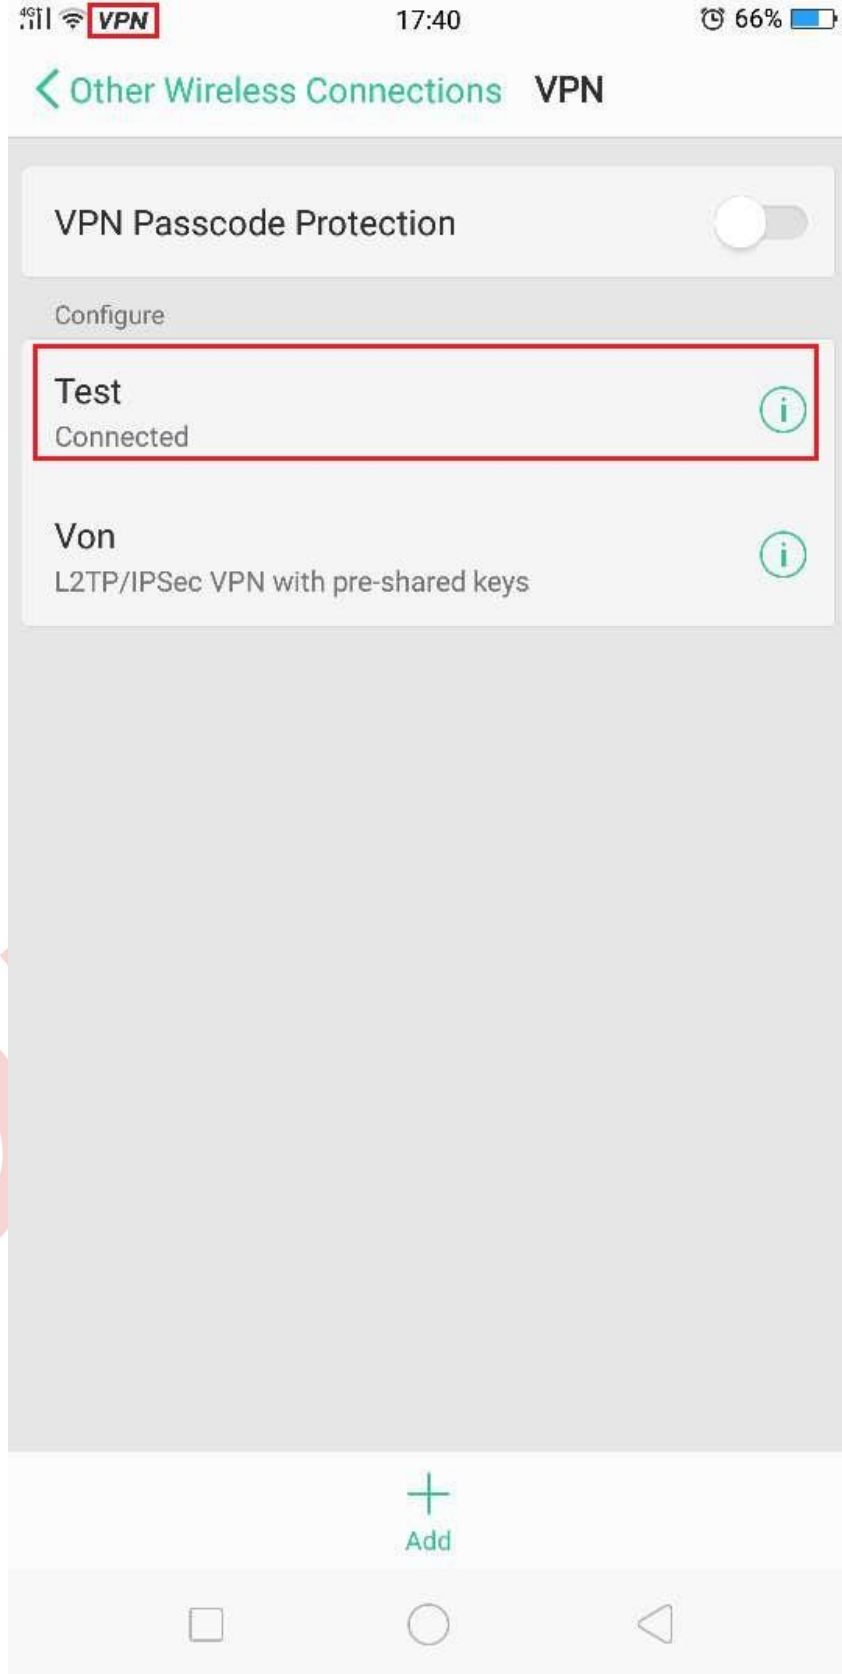 4G VPN 17:40 66%
Other Wireless Connections VPN
VPN Passcode Protection
Configure
Test
Connected
Von
L2TP/IPSec VPN with pre-shared keys
Add